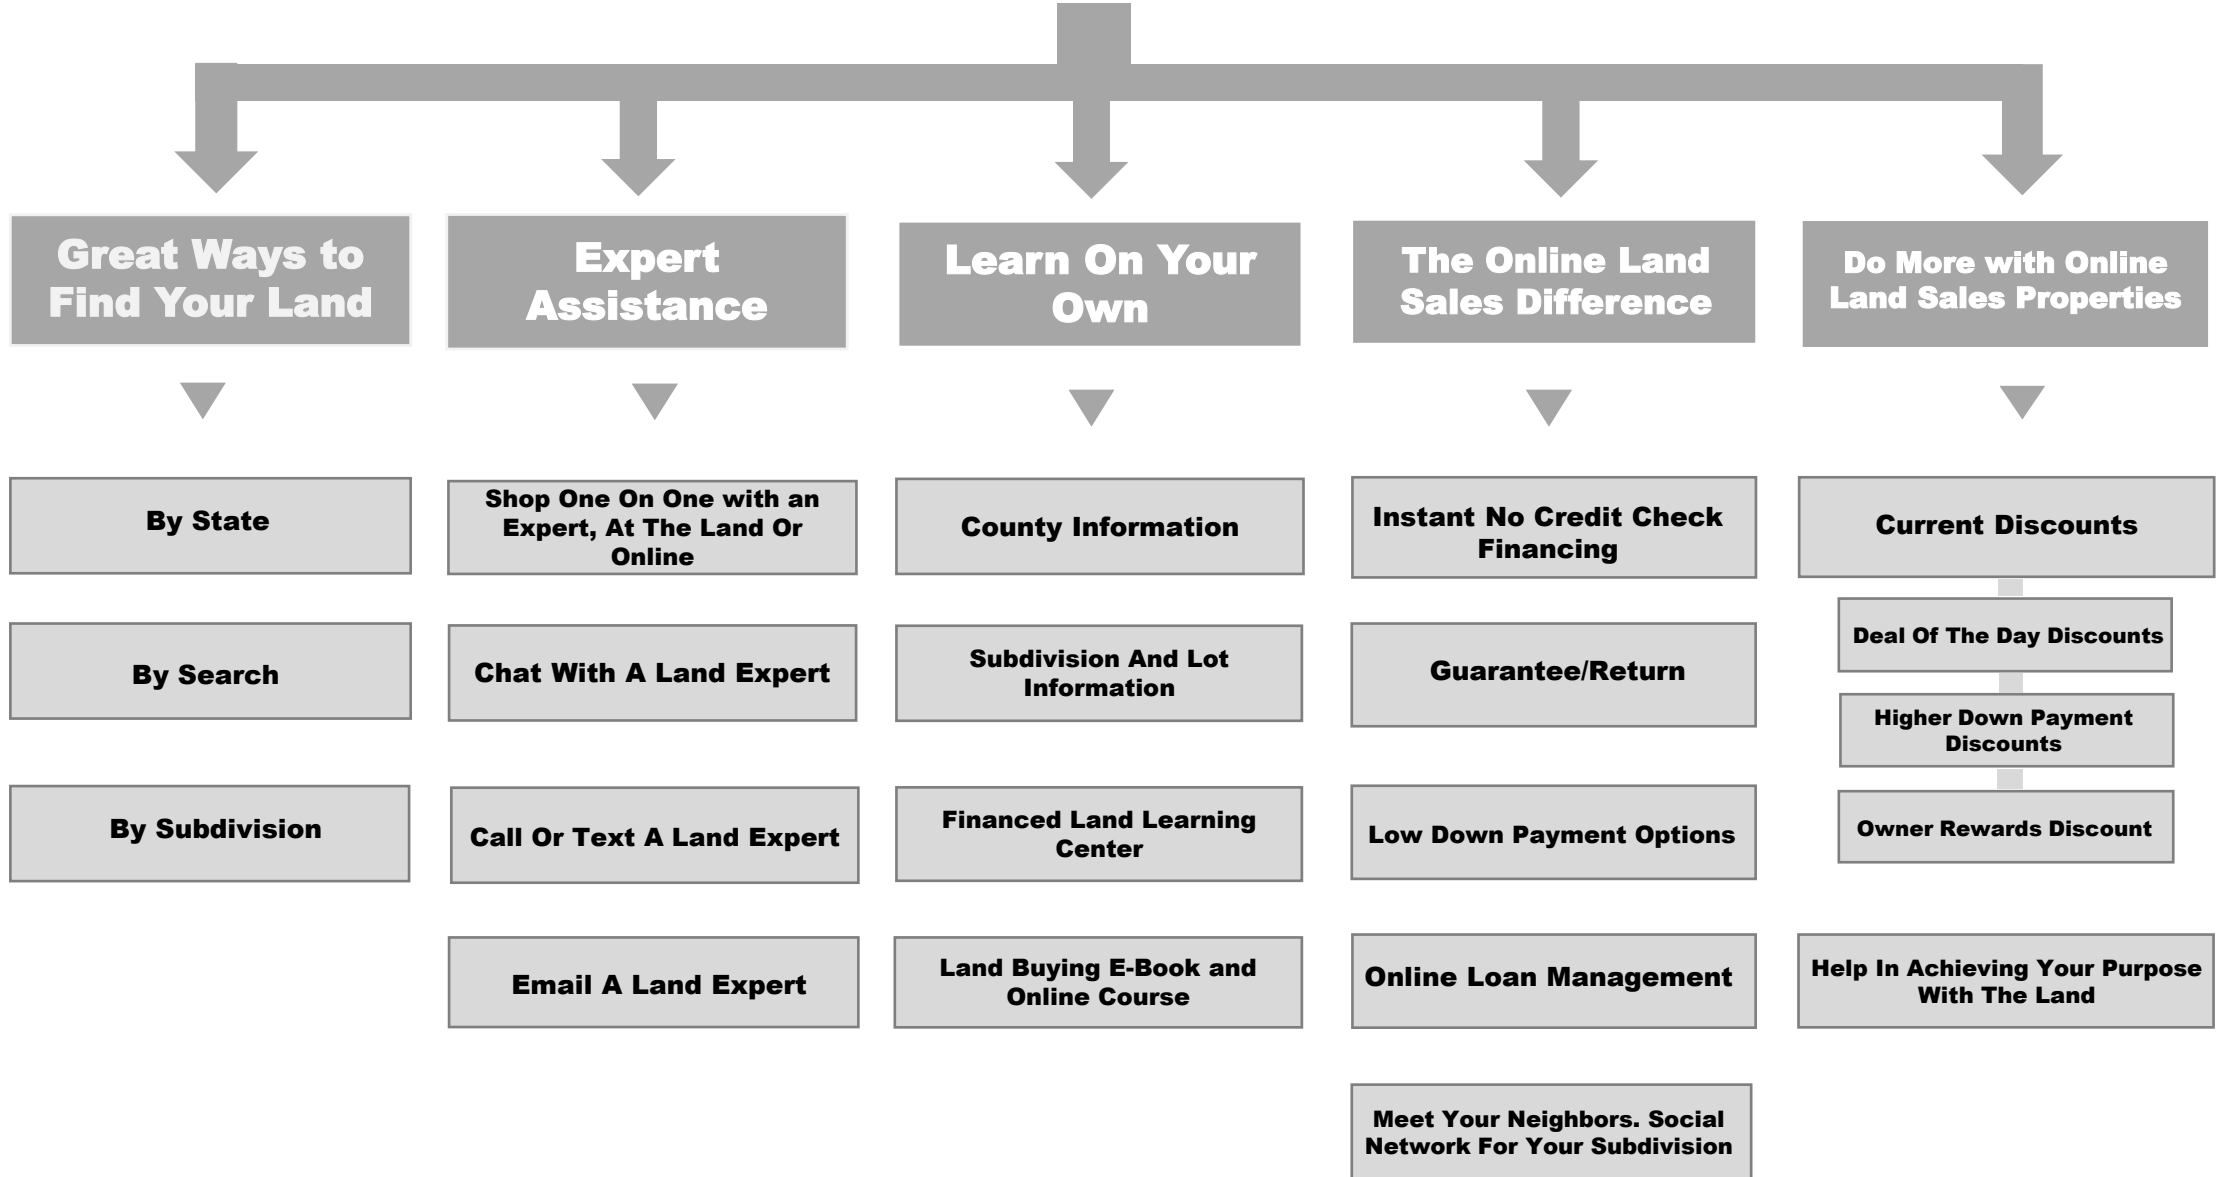 Great Ways to
Find Your Land
Expert
Assistance
Learn On Your
Own
The Online Land
Sales Difference
Do More with Online
Land Sales Properties
By State
By Search
By Subdivision
Shop One On One with an
Expert, At The Land Or
Online
Chat With A Land Expert
Call Or Text A Land Expert
Email A Land Expert
County Information
Subdivision And Lot
Information
Financed Land Learning
Center
Land Buying E-Book and
Online Course
Instant No Credit Check
Financing
Guarantee/Return
Low Down Payment Options
Online Loan Management
Meet Your Neighbors. Social
Network For Your Subdivision
Current Discounts
Deal Of The Day Discounts
Higher Down Payment
Discounts
Owner Rewards Discount
Help In Achieving Your Purpose
With The Land